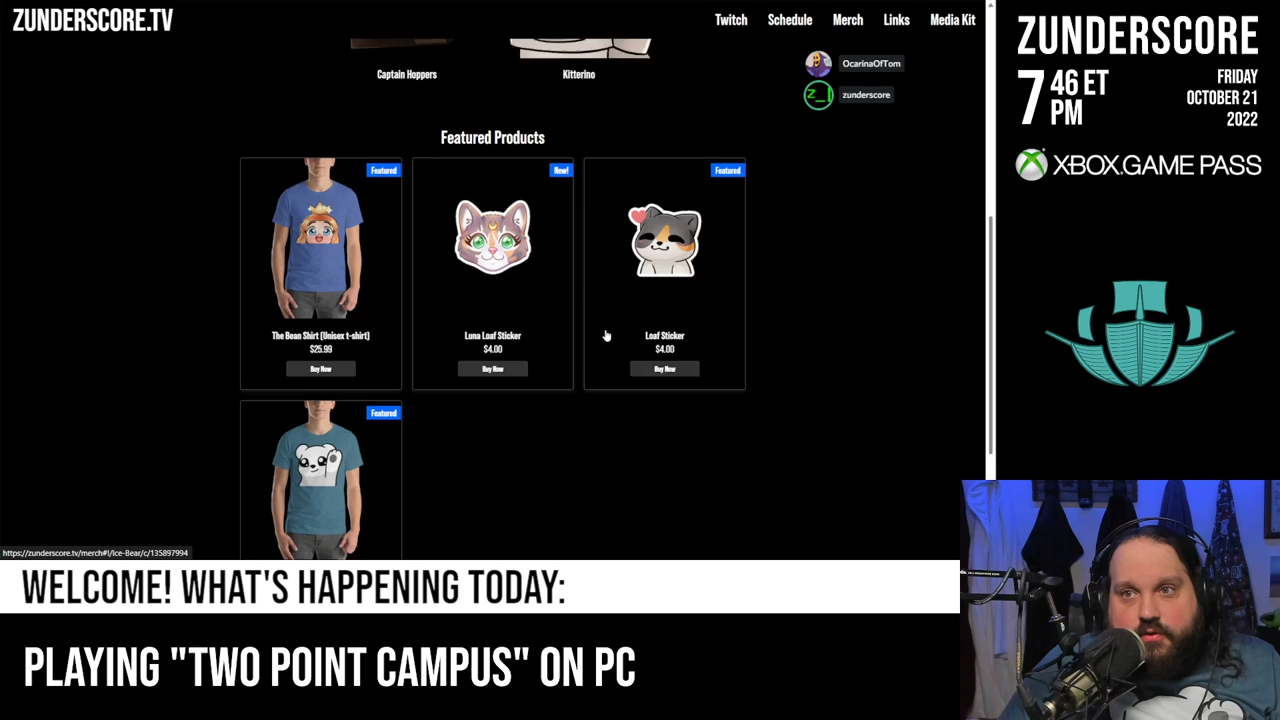 ZUNDERSCORE.TV
Twitch
Schedule
Merch
Links
Media Kit
Captain Hoppers
Kitterino
OcarinaOfTom
z_
zunderscore
Featured Products
Featured
New!
Featured
The Bean Shirt (Unisex t-shirt)
$25.99
Buy Now
Luna Loaf Sticker
$4.00
Buy Now
Loaf Sticker
$4.00
Buy Now
Featured
https://zunderscore.tv/merch#!/Ice-Bear/c/135897994
WELCOME! WHAT'S HAPPENING TODAY:
PLAYING "TWO POINT CAMPUS" ON PC
ZUNDERSCORE
7 46 ET
PM
FRIDAY
OCTOBER 21
2022
XBOX GAME PASS